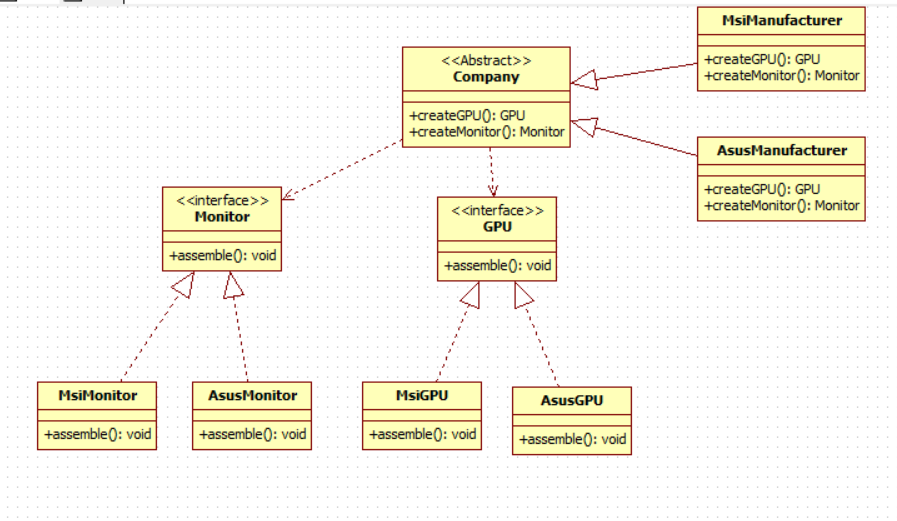 MsiManufacturer
+createGPU(): GPU
+createMonitor(): Monitor
<<Abstract>>
Company
+createGPU(): GPU
+createMonitor(): Monitor
AsusManufacturer
+createGPU(): GPU
+createMonitor(): Monitor
<<interface>>
Monitor
+assemble(): void
<<interface>>
GPU
+assemble(): void
MsiMonitor
+assemble(): void
AsusMonitor
+assemble(): void
MsiGPU
+assemble(): void
AsusGPU
+assemble(): void